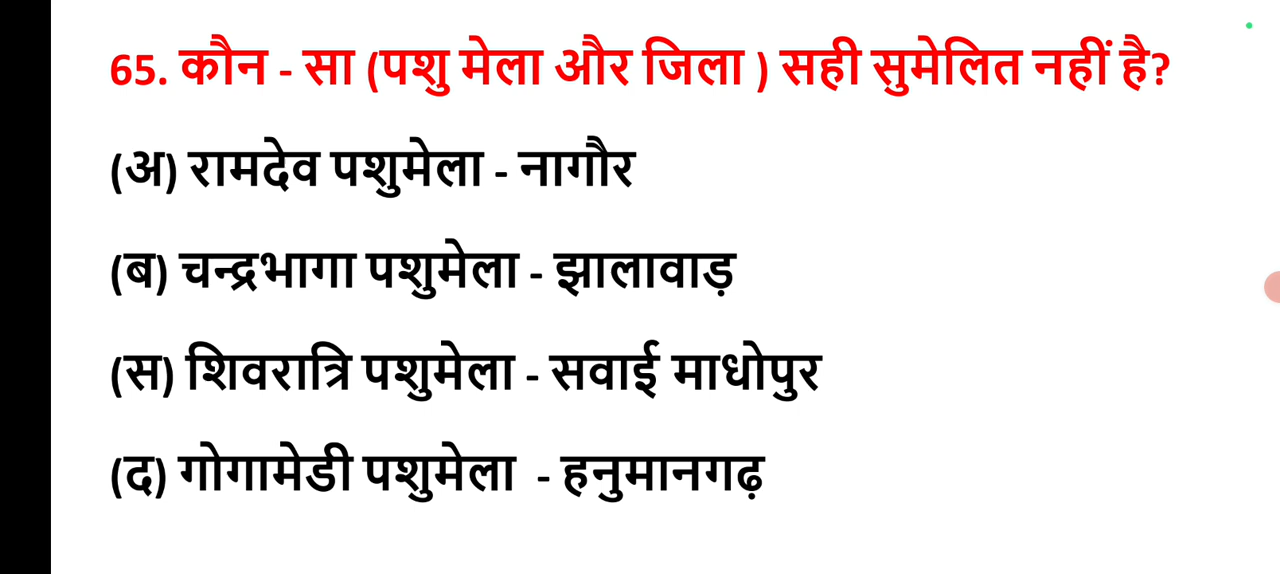 65. कौन - सा (पशु मेला और जिला ) सही सुमेलित नहीं है?
(अ) रामदेव पशुमेला - नागौर
(ब) चन्द्रभागा पशुमेला - झालावाड़
(स) शिवरात्रि पशुमेला - सवाई माधोपुर
(द) गोगामेडी पशुमेला - हनुमानगढ़